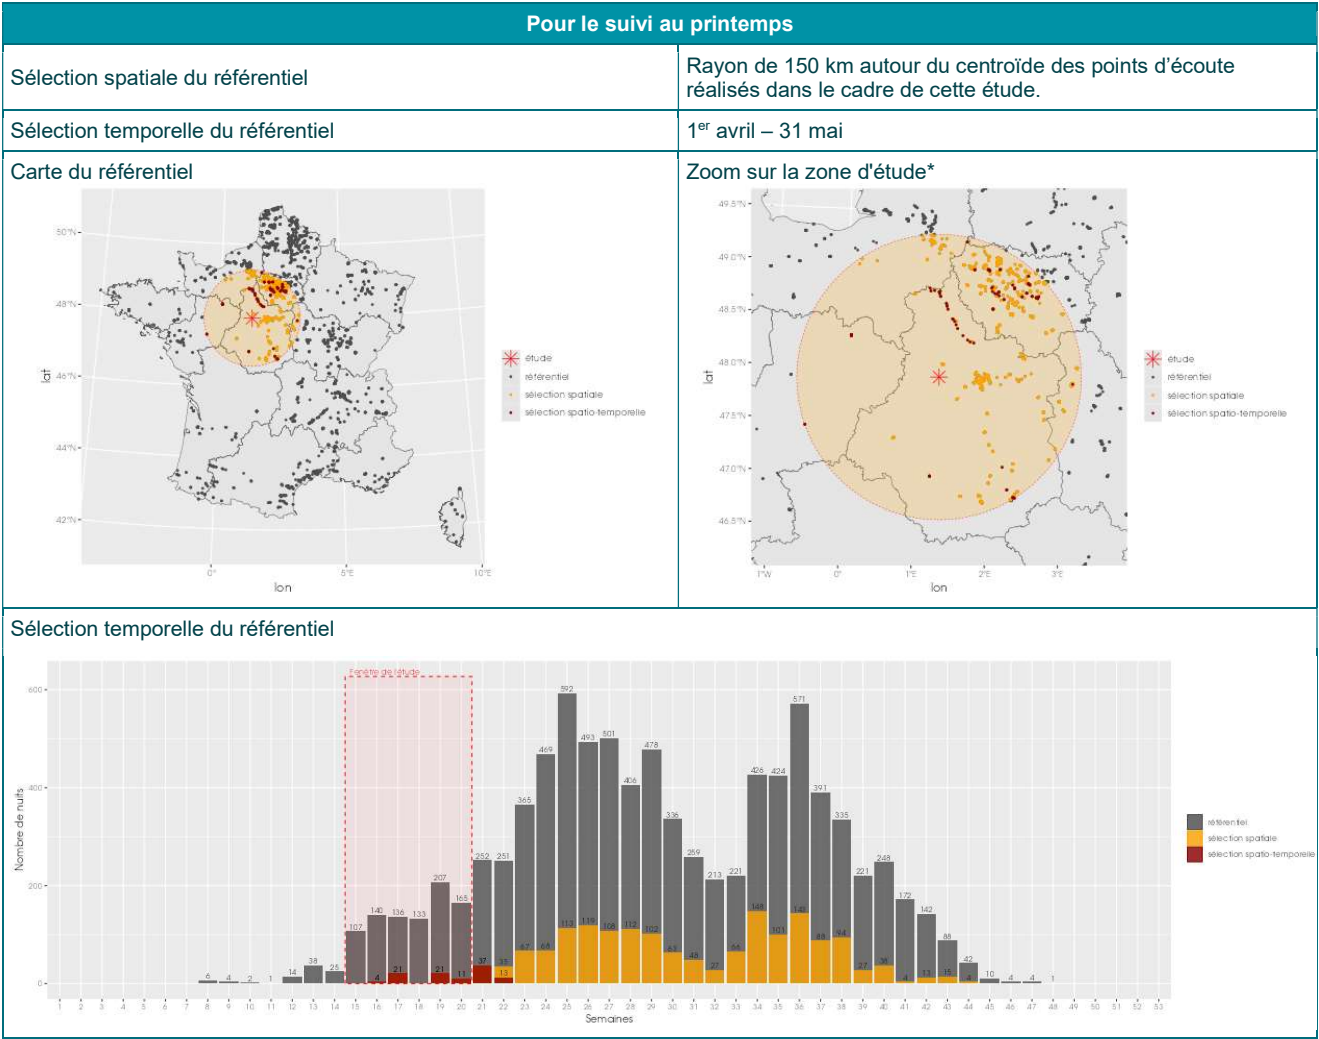 Pour le suivi au printemps
Sélection spatiale du référentiel
Rayon de 150 km autour du centroïde des points d'écoute
réalisés dans le cadre de cette étude.
Sélection temporelle du référentiel
1er avril – 31 mai
Carte du référentiel
50°N
48°N
46°N
44°N
42°N
lat
0°
5°E
10°E
lon
étude
référentiel
sélection spatiale
sélection spatio-temporelle
Zoom sur la zone d'étude*
49.5°N
49.0°N
48.5°N
48.0°N
47.5°N
47.0°N
46.5°N
lat
1°W
0°
1°E
2°E
3°E
lon
étude
référentiel
sélection spatiale
sélection spatio-temporelle
Sélection temporelle du référentiel
Fenêtre de l'étude
Nombre de nuits
600
400
200
0
6 4 2 1 14 38 25 107 140 136 133 207 165 252 251 365 469 592 493 501 406 478 336 259 213 221 426 424 571 391 335 221 248 172 142 88 42 10 4 4 1
4 21 21 11 37 13
67 68 113 119 108 112 102 63 48 27 66 148 101 88 94 27 36 4 13 15 4
1 2 3 4 5 6 7 8 9 10 11 12 13 14 15 16 17 18 19 20 21 22 23 24 25 26 27 28 29 30 31 32 33 34 35 36 37 38 39 40 41 42 43 44 45 46 47 48 49 50 51 52 53
Semaines
référentiel
sélection spatiale
sélection spatio-temporelle